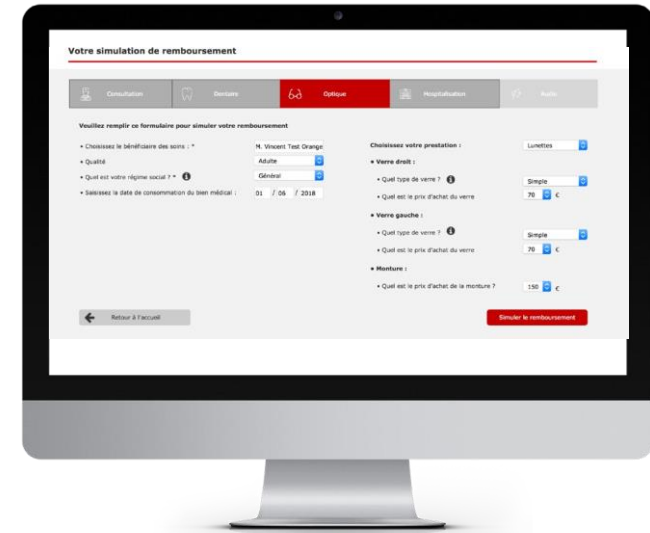 Votre simulation de remboursement
Consultation
Dentaire
Optique
Hospitalisation
Audio
Veuillez remplir ce formulaire pour simuler votre remboursement
• Choisissez le bénéficiaire des soins : * M. Vincent Test Orange
• Qualité Adulte
• Quel est votre régime social ? * Général
• Saisissez la date de consommation du bien médical : 01 / 06 / 2018
Choisissez votre prestation : Lunettes
• Verre droit :
• Quel type de verre ? Simple
• Quel est le prix d'achat du verre 70 €
• Verre gauche :
• Quel type de verre ? Simple
• Quel est le prix d'achat du verre 70 €
• Monture :
• Quel est le prix d'achat de la monture ? 150 €
Retour à l'accueil
Simuler le remboursement